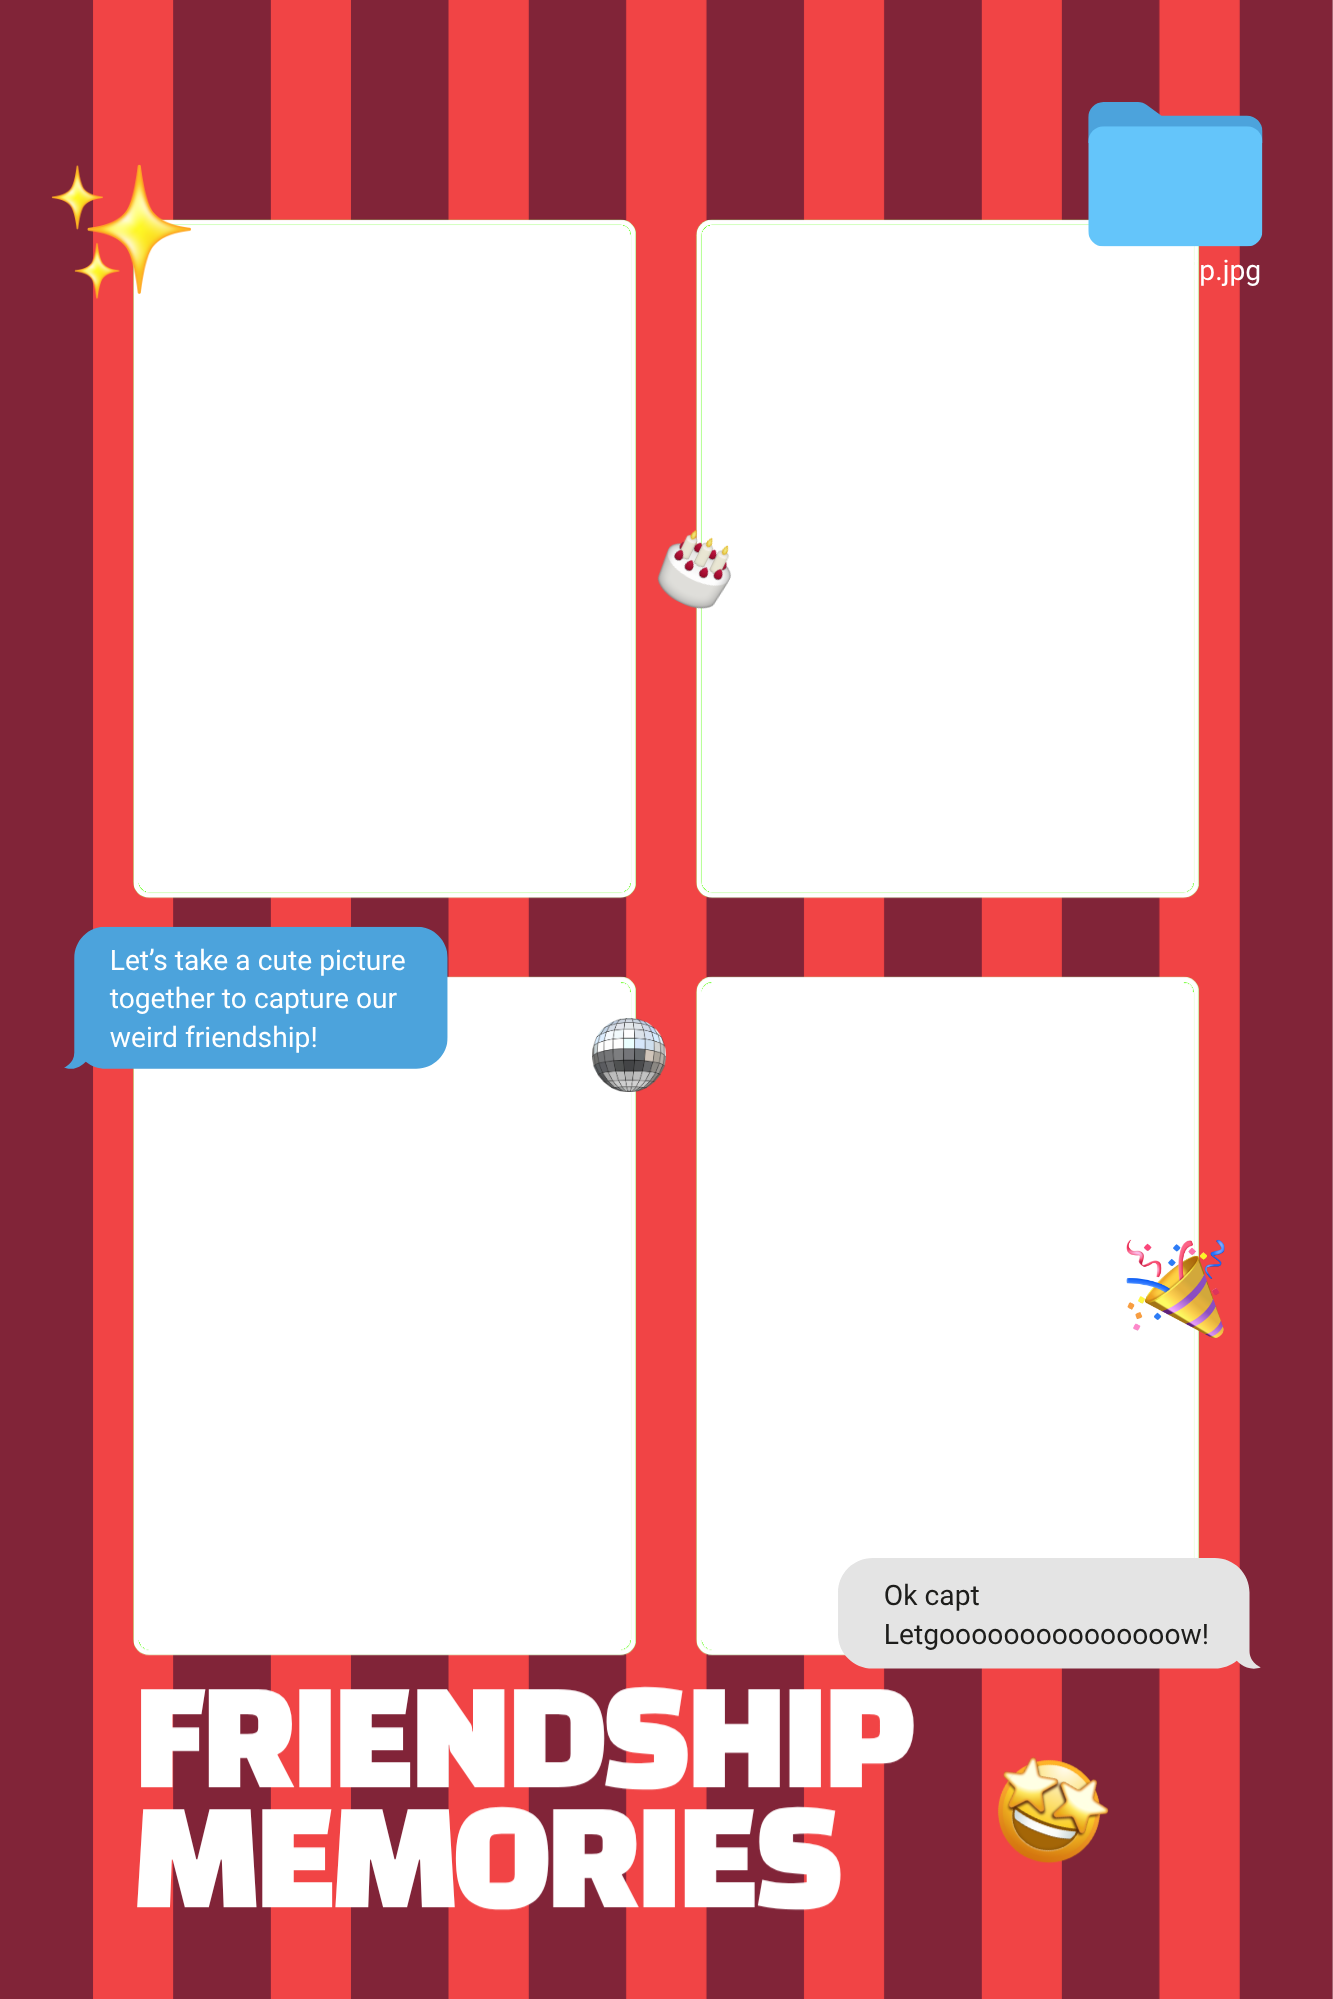 p.jpg
Let’s take a cute picture
together to capture our
weird friendship!
Ok capt
Letgooooooooooooooow!
FRIENDSHIP
MEMORIES